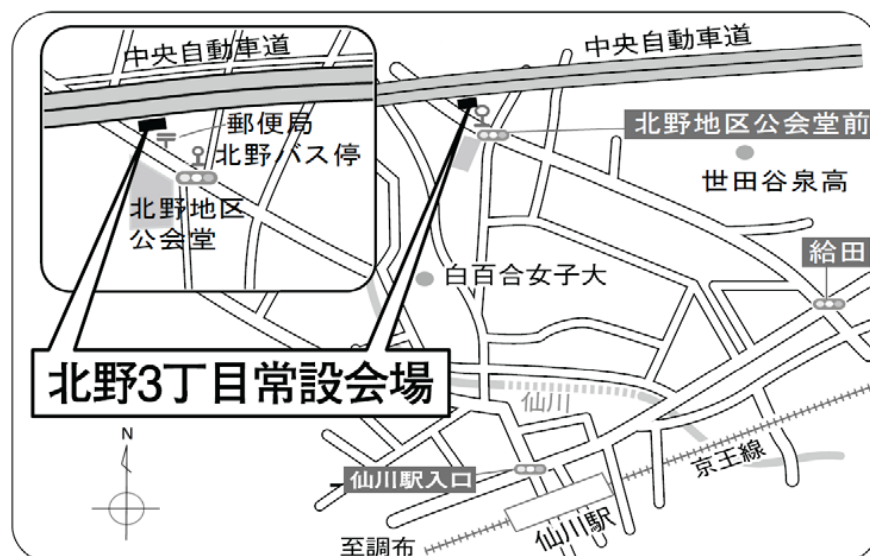 中央自動車道
中央自動車道
郵便局
北野バス停
北野地区公会堂前
世田谷泉高
北野地区
公会堂
給田
白百合女子大
北野3丁目常設会場
仙川
N
仙川駅入口
京王線
仙川駅
至調布